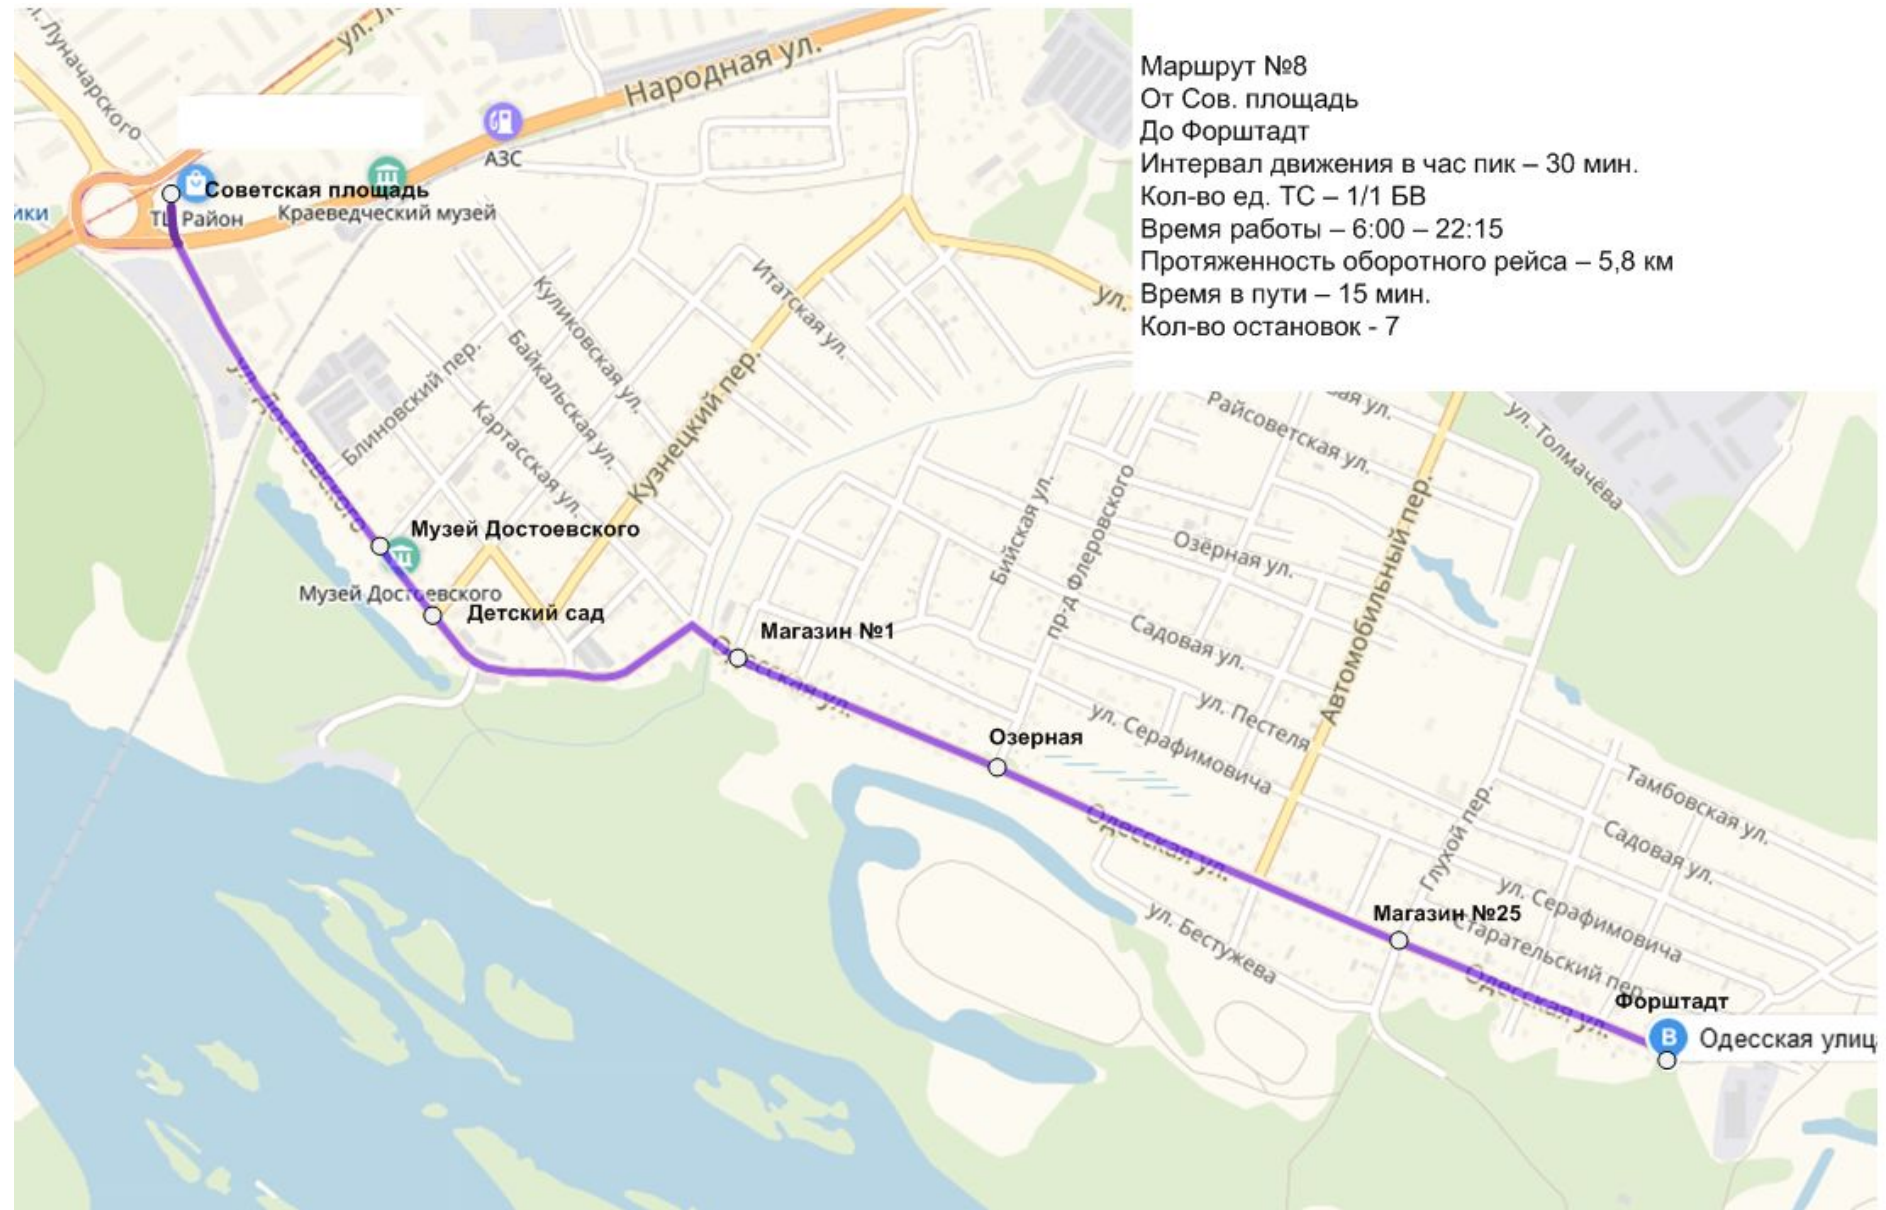 Маршрут №8
От Сов. площадь
До Форштадт
Интервал движения в час пик – 30 мин.
Кол-во ед. ТС – 1/1 БВ
Время работы – 6:00 – 22:15
Протяженность оборотного рейса – 5,8 км
Время в пути – 15 мин.
Кол-во остановок - 7
Луначарского
ул.
Народная ул.
АЗС
Советская площадь
ТЦ Район
Краеведческий музей
ул.
Итатская ул.
Куликовская ул.
Байкальская ул.
Блиновский пер.
Картасская ул.
Кузнецкий пер.
ул. Достоевского
Музей Достоевского
Музей Достоевского
Детский сад
Магазин №1
Одесская ул.
Райсоветская ул.
ул. Толмачёва
Бийская ул.
пр-д Флеровского
Озёрная ул.
Автомобильный пер.
Садовая ул.
ул. Пестеля
ул. Серафимовича
Озерная
Одесская ул.
Тамбовская ул.
Садовая ул.
Глухой пер.
ул. Серафимовича
Магазин №25
Старательский пер.
ул. Бестужева
Одесская ул.
Форштадт
B
Одесская улиц